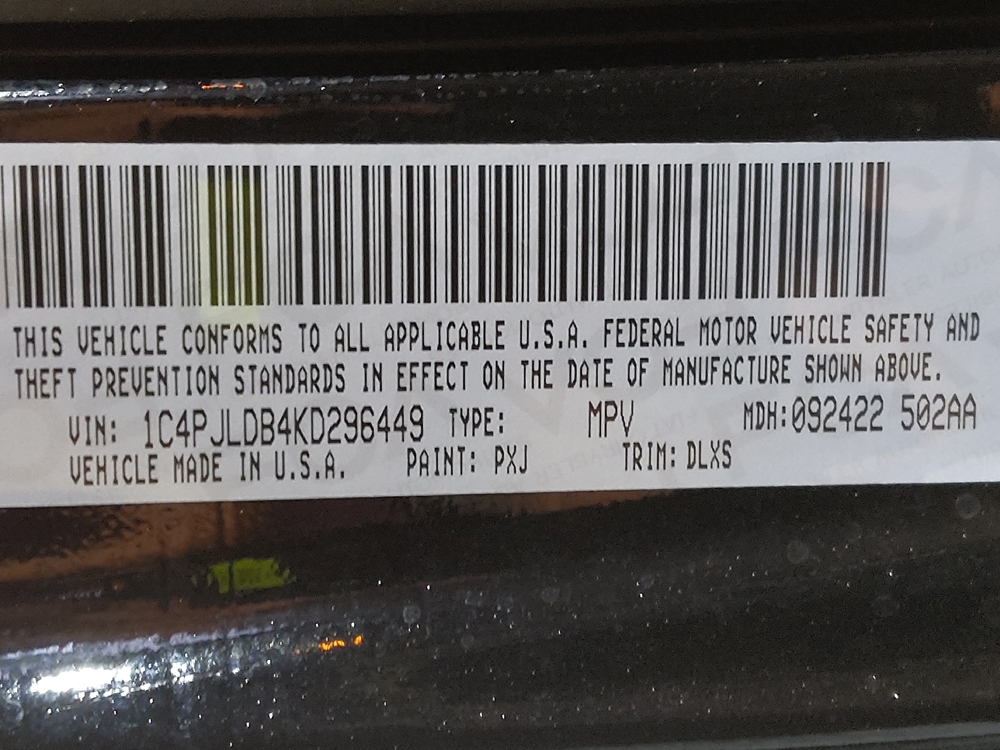 THIS VEHICLE CONFORMS TO ALL APPLICABLE U.S.A. FEDERAL MOTOR VEHICLE SAFETY AND
THEFT PREVENTION STANDARDS IN EFFECT ON THE DATE OF MANUFACTURE SHOWN ABOVE.
VIN: 1C4PJLDB4KD296449 TYPE: MPV MDH:092422 502AA
VEHICLE MADE IN U.S.A. PAINT: PXJ TRIM: DLXS